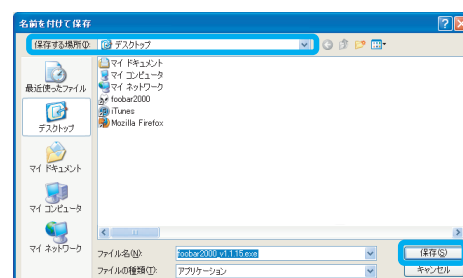 名前を付けて保存
保存する場所(I):
デスクトップ
マイ ドキュメント
マイ コンピュータ
マイ ネットワーク
foobar2000
iTunes
Mozilla Firefox
最近使ったファイル
デスクトップ
マイ ドキュメント
マイ コンピュータ
マイ ネットワーク
ファイル名(N):
foobar2000_v1.1.15.exe
保存(S)
ファイルの種類(T):
アプリケーション
キャンセル